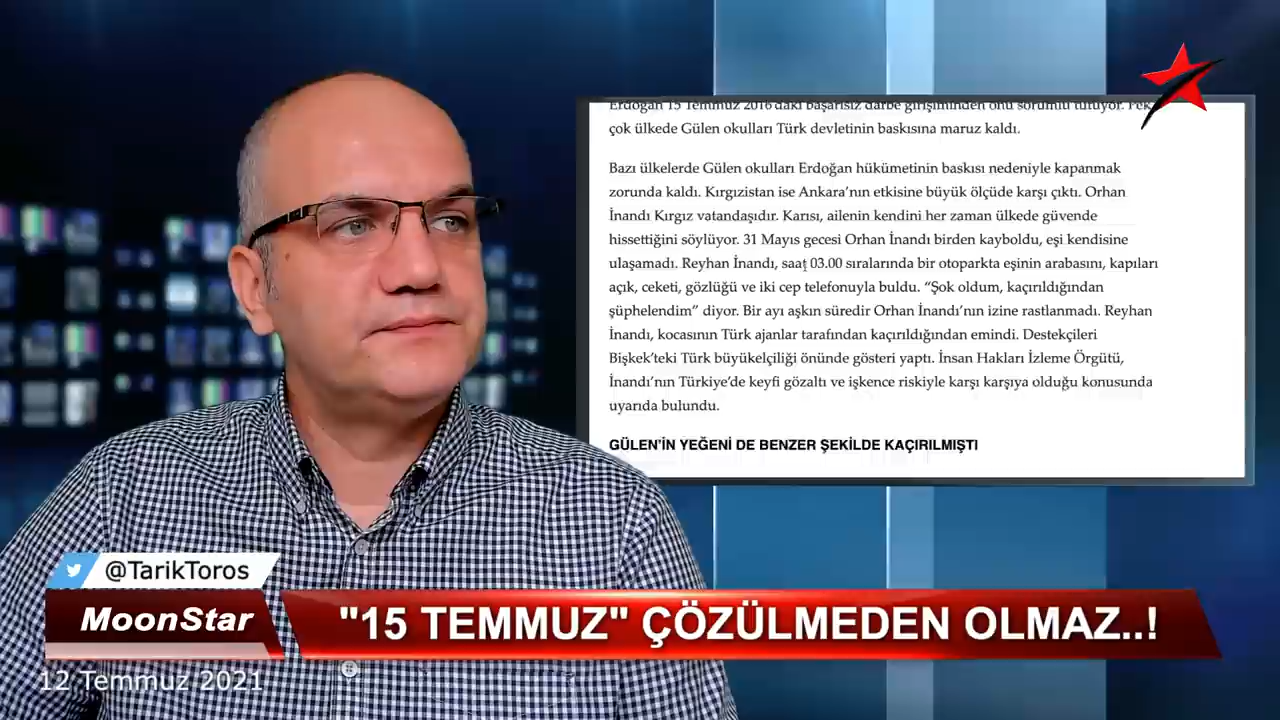 Erdoğan 15 Temmuz 2016'daki başarısız darbe girişiminden onu sorumlu tutuyor. Pek
çok ülkede Gülen okulları Türk devletinin baskısına maruz kaldı.
Bazı ülkelerde Gülen okulları Erdoğan hükümetinin baskısı nedeniyle kapanmak
zorunda kaldı. Kırgızistan ise Ankara'nın etkisine büyük ölçüde karşı çıktı. Orhan
İnandı Kırgız vatandaşıdır. Karısı, ailenin kendini her zaman ülkede güvende
hissettiğini söylüyor. 31 Mayıs gecesi Orhan İnandı birden kayboldu, eşi kendisine
ulaşamadı. Reyhan İnandı, saat 03.00 sıralarında bir otoparkta eşinin arabasını, kapıları
açık, ceketi, gözlüğü ve iki cep telefonuyla buldu. “Şok oldum, kaçırıldığından
şüphelendim” diyor. Bir ayı aşkın süredir Orhan İnandı'nın izine rastlanmadı. Reyhan
İnandı, kocasının Türk ajanlar tarafından kaçırıldığından emindi. Destekçileri
Bişkek'teki Türk büyükelçiliği önünde gösteri yaptı. İnsan Hakları İzleme Örgütü,
İnandı'nın Türkiye'de keyfi gözaltı ve işkence riskiyle karşı karşıya olduğu konusunda
uyarıda bulundu.
GÜLEN'İN YEĞENİ DE BENZER ŞEKİLDE KAÇIRILMIŞTI
@TarikToros
MoonStar
"15 TEMMUZ" ÇÖZÜLMEDEN OLMAZ..!
12 Temmuz 2021